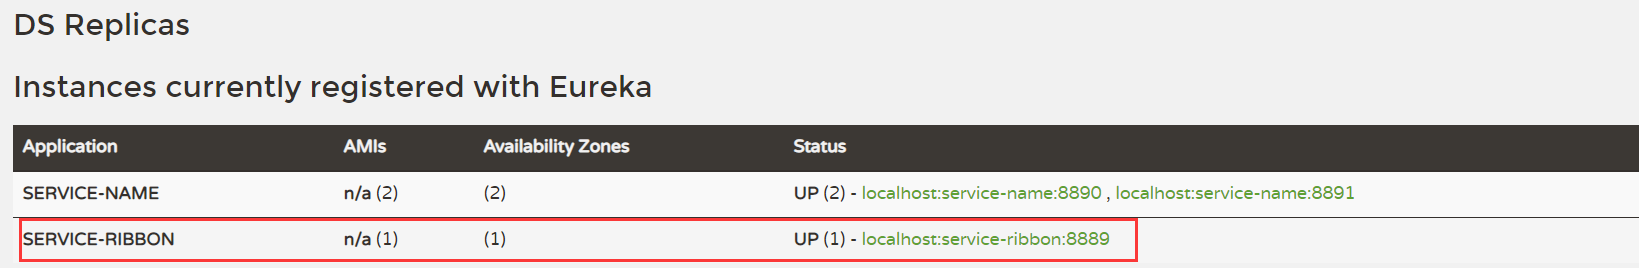 DS Replicas
Instances currently registered with Eureka
Application AMIs Availability Zones Status
SERVICE-NAME n/a (2) (2) UP (2) - localhost:service-name:8890 , localhost:service-name:8891
SERVICE-RIBBON n/a (1) (1) UP (1) - localhost:service-ribbon:8889